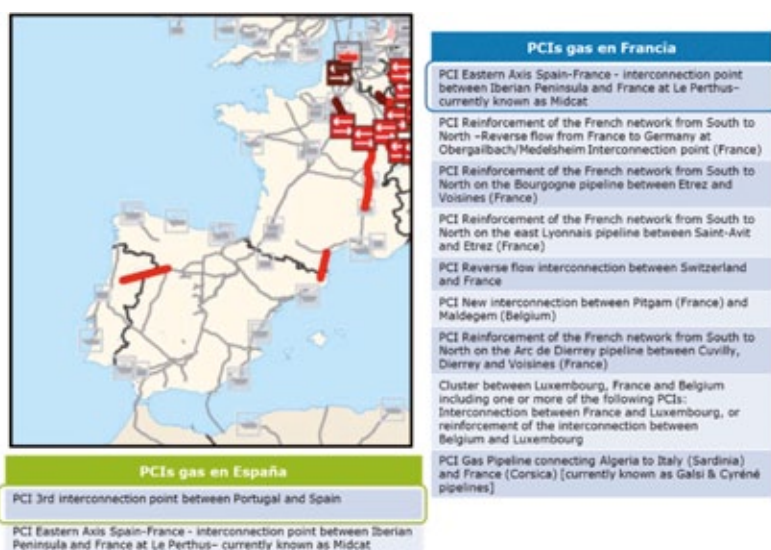 PCIs gas en Francia
PCI Eastern Axis Spain-France - interconnection point
between Iberian Peninsula and France at Le Perthus–
currently known as Midcat
PCI Reinforcement of the French network from South to
North –Reverse flow from France to Germany at
Obergailbach/Medelsheim Interconnection point (France)
PCI Reinforcement of the French network from South to
North on the Bourgogne pipeline between Etrez and
Voisines (France)
PCI Reinforcement of the French network from South to
North on the east Lyonnais pipeline between Saint-Avit
and Etrez (France)
PCI Reverse flow interconnection between Switzerland
and France
PCI New interconnection between Pitgam (France) and
Maldegem (Belgium)
PCI Reinforcement of the French network from South to
North on the Arc de Dierrey pipeline between Cuvilly,
Dierrey and Voisines (France)
Cluster between Luxembourg, France and Belgium
including one or more of the following PCIs:
Interconnection between France and Luxembourg, or
reinforcement of the interconnection between
Belgium and Luxembourg
PCI Gas Pipeline connecting Algeria to Italy (Sardinia)
and France (Corsica) [currently known as Galsi & Cyréné
pipelines]
PCIs gas en España
PCI 3rd interconnection point between Portugal and Spain
PCI Eastern Axis Spain-France - interconnection point between Iberian
Peninsula and France at Le Perthus– currently known as Midcat